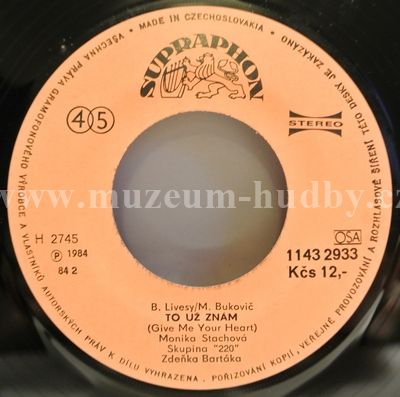 VŠECHNA PRÁVA GRAMOFONOVÉHO VÝROBCE A VLASTNÍKŮ AUTORSKÝCH PRÁV K DÍLU VYHRAZENA. POŘIZOVÁNÍ KOPIÍ, VEŘEJNÉ PROVOZOVÁNÍ A ROZHLASOVÉ ŠÍŘENÍ TÉTO DESKY JE ZAKÁZÁNO • MADE IN CZECHOSLOVAKIA •
SUPRAPHON
45
STEREO
www.muzeum-hudby.cz
H 2745
Ⓟ 1984
84 2
OSA
1143 2933
Kčs 12,-
B. Livesy/M. Bukovič
TO UŽ ZNÁM
(Give Me Your Heart)
Monika Stachová
Skupina "220"
Zdeňka Bartáka